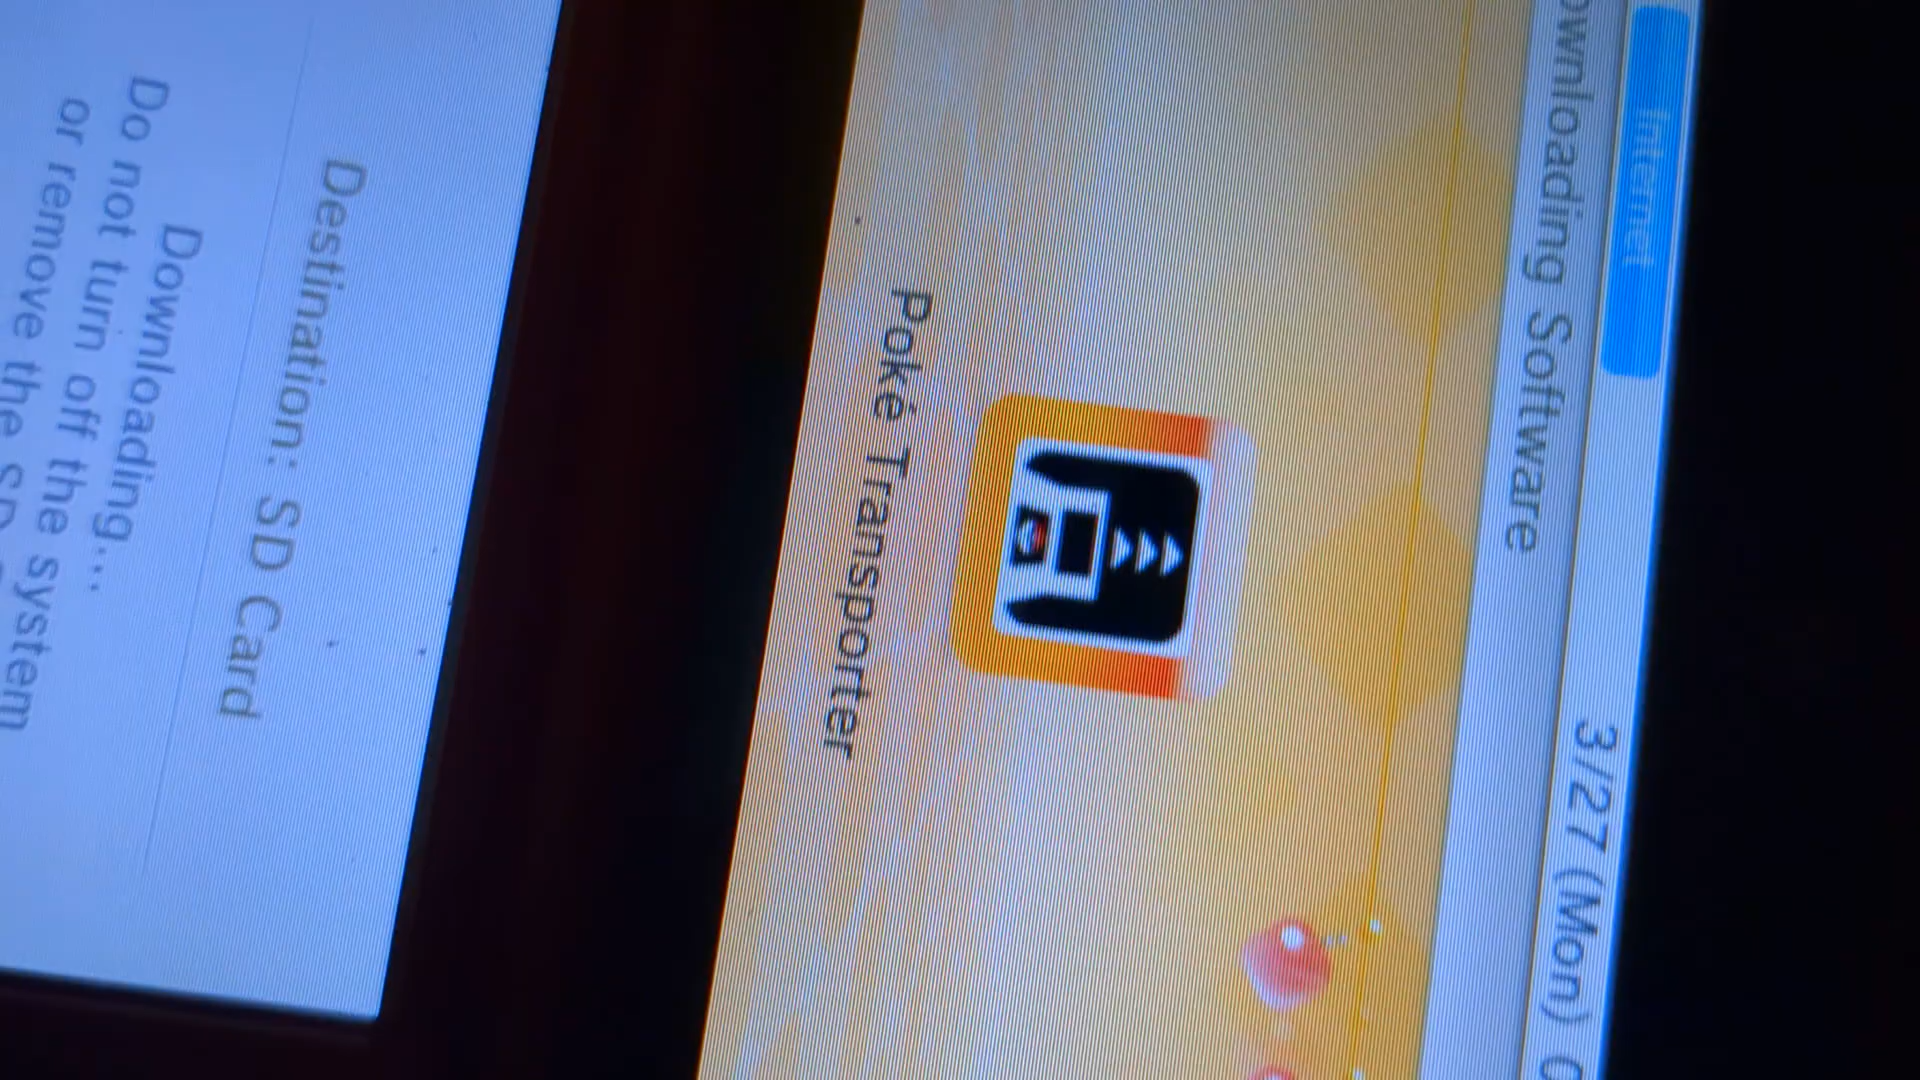 Internet
3/27 (Mon)
ownloading Software
Poké Transporter
Destination: SD Card
Downloading...
Do not turn off the system
or remove the SD